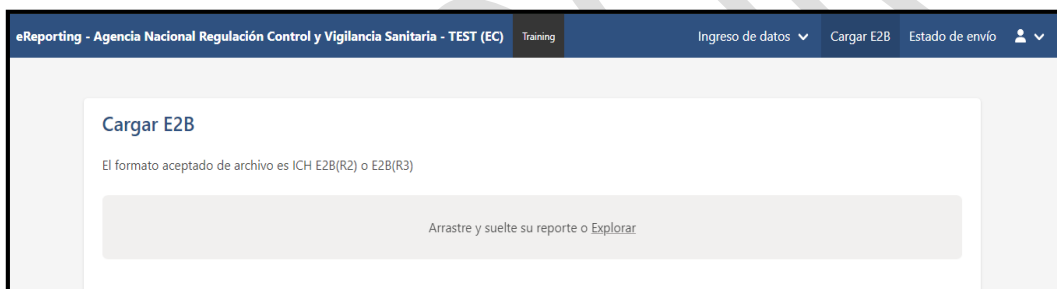 eReporting - Agencia Nacional Regulación Control y Vigilancia Sanitaria - TEST (EC) Training Ingreso de datos Cargar E2B Estado de envío
Cargar E2B
El formato aceptado de archivo es ICH E2B(R2) o E2B(R3)
Arrastre y suelte su reporte o Explorar